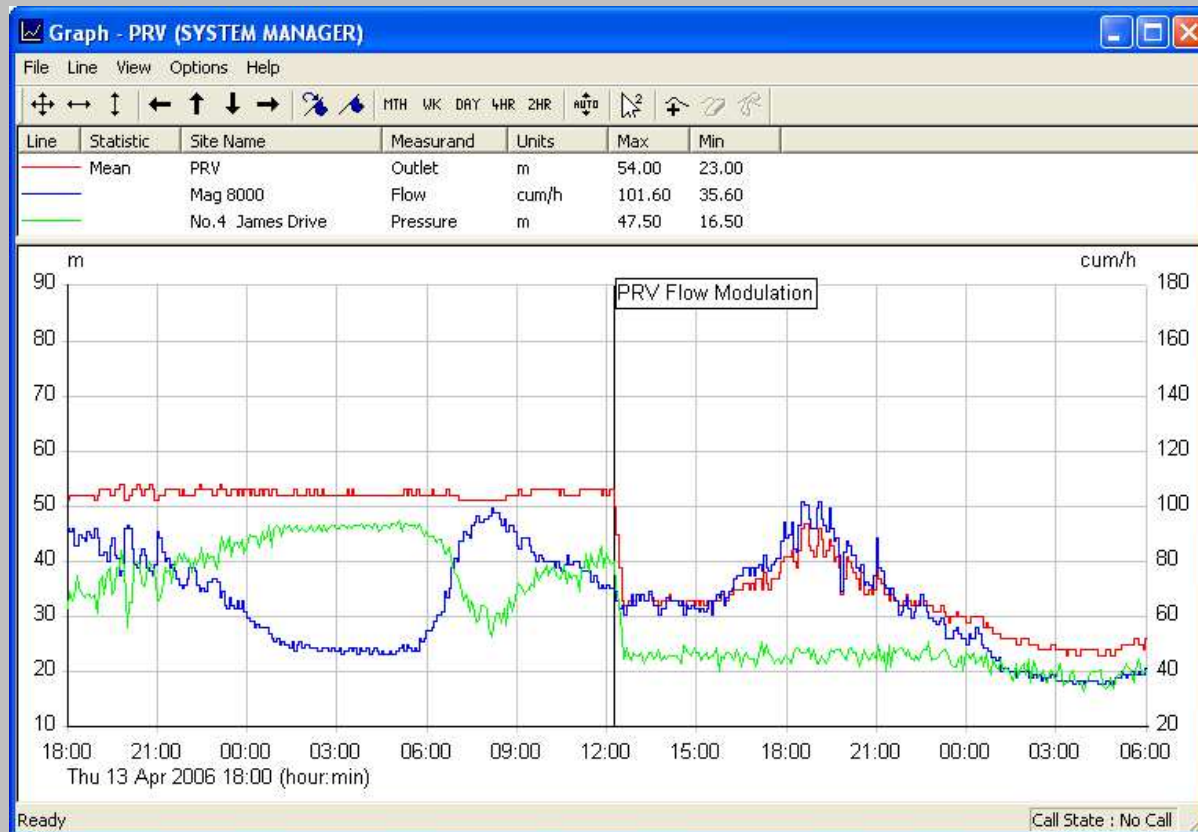 Graph - PRV (SYSTEM MANAGER)
File Line View Options Help
MTH WK DAY 4HR 2HR AUTO 2
Line Statistic Site Name Measurand Units Max Min
Mean PRV Outlet m 54.00 23.00
Mag 8000 Flow cum/h 101.60 35.60
No.4 James Drive Pressure m 47.50 16.50
m cum/h
90 180
PRV Flow Modulation
80 160
70 140
60 120
50 100
40 80
30 60
20 40
10 20
18:00 21:00 00:00 03:00 06:00 09:00 12:00 15:00 18:00 21:00 00:00 03:00 06:00
Thu 13 Apr 2006 18:00 (hour:min)
Ready Call State : No Call